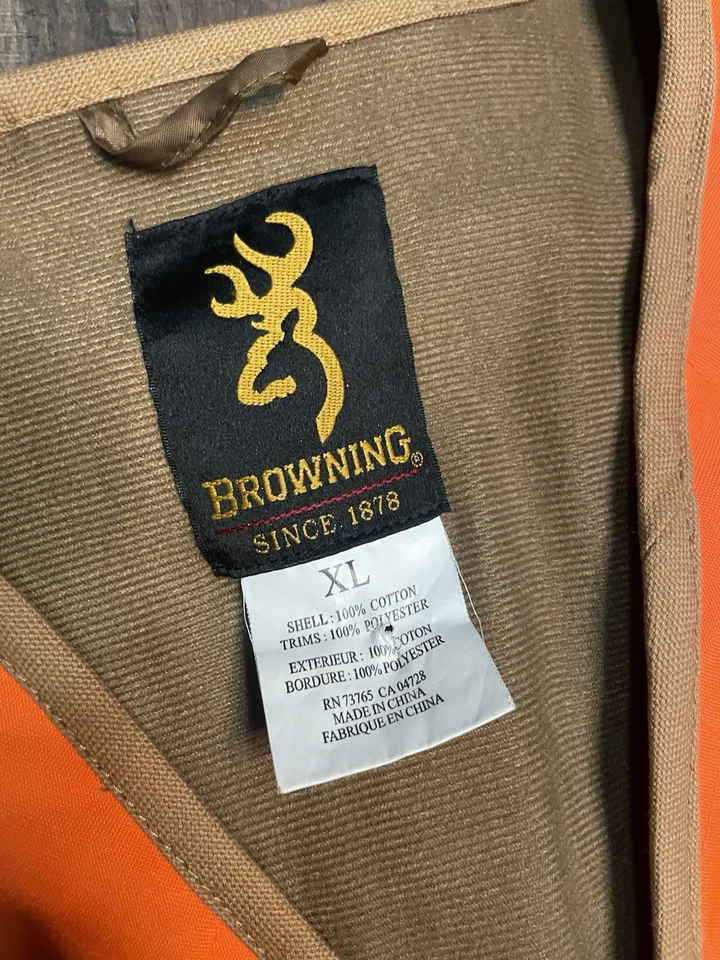 BROWNING®
SINCE 1878
XL
SHELL: 100% COTTON
TRIMS: 100% POLYESTER
EXTERIEUR: 100% COTON
BORDURE: 100% POLYESTER
RN 73765 CA 04728
MADE IN CHINA
FABRIQUE EN CHINA